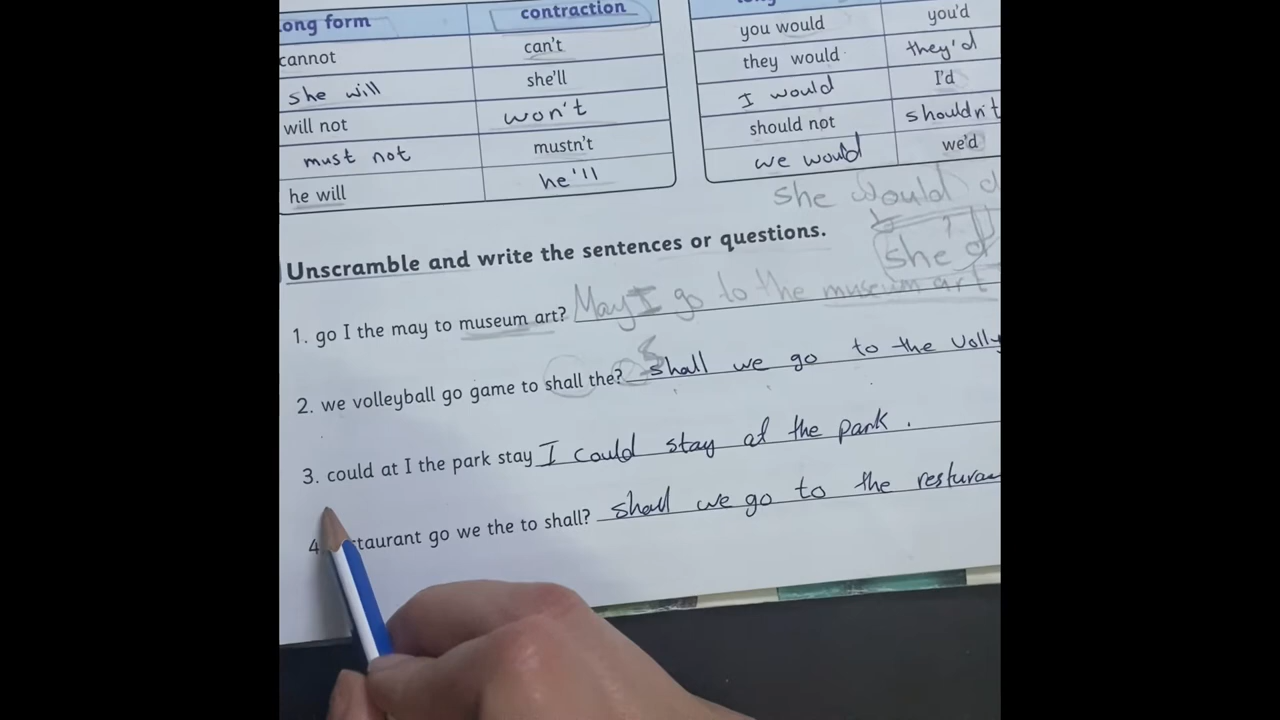 long form contraction
cannot can't
she will she'll
will not won't
must not mustn't
he will he'll
you would you'd
they would they'd
I would I'd
should not shouldn't
we would we'd
she would
she'd
Unscramble and write the sentences or questions.
1. go I the may to museum art? May I go to the museum art
2. we volleyball go game to shall the? shall we go to the volly
3. could at I the park stay I could stay at the park.
4. taurant go we the to shall? shall we go to the resturan